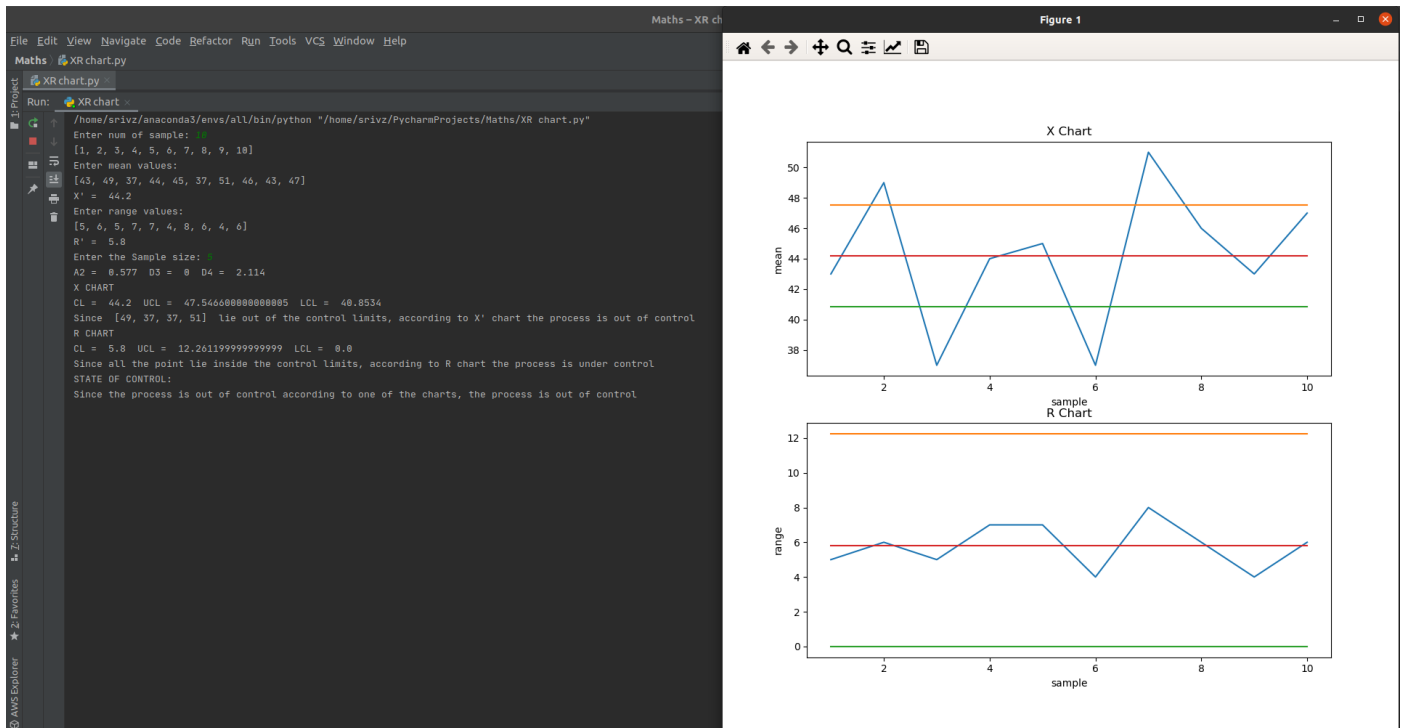 Maths – XR ch
File Edit View Navigate Code Refactor Run Tools VCS Window Help
Maths XR chart.py
XR chart.py
Run: XR chart
1: Project
Z: Structure
2: Favorites
AWS Explorer
/home/srivz/anaconda3/envs/all/bin/python "/home/srivz/PycharmProjects/Maths/XR chart.py"
Enter num of sample: 10
[1, 2, 3, 4, 5, 6, 7, 8, 9, 10]
Enter mean values:
[43, 49, 37, 44, 45, 37, 51, 46, 43, 47]
X' = 44.2
Enter range values:
[5, 6, 5, 7, 7, 4, 8, 6, 4, 6]
R' = 5.8
Enter the Sample size: 5
A2 = 0.577 D3 = 0 D4 = 2.114
X CHART
CL = 44.2 UCL = 47.546600000000005 LCL = 40.8534
Since [49, 37, 37, 51] lie out of the control limits, according to X' chart the process is out of control
R CHART
CL = 5.8 UCL = 12.261199999999999 LCL = 0.0
Since all the point lie inside the control limits, according to R chart the process is under control
STATE OF CONTROL:
Since the process is out of control according to one of the charts, the process is out of control
Figure 1
X Chart
50
48
46
44
42
40
38
mean
2 4 6 8 10
sample
R Chart
12
10
8
6
4
2
0
range
2 4 6 8 10
sample